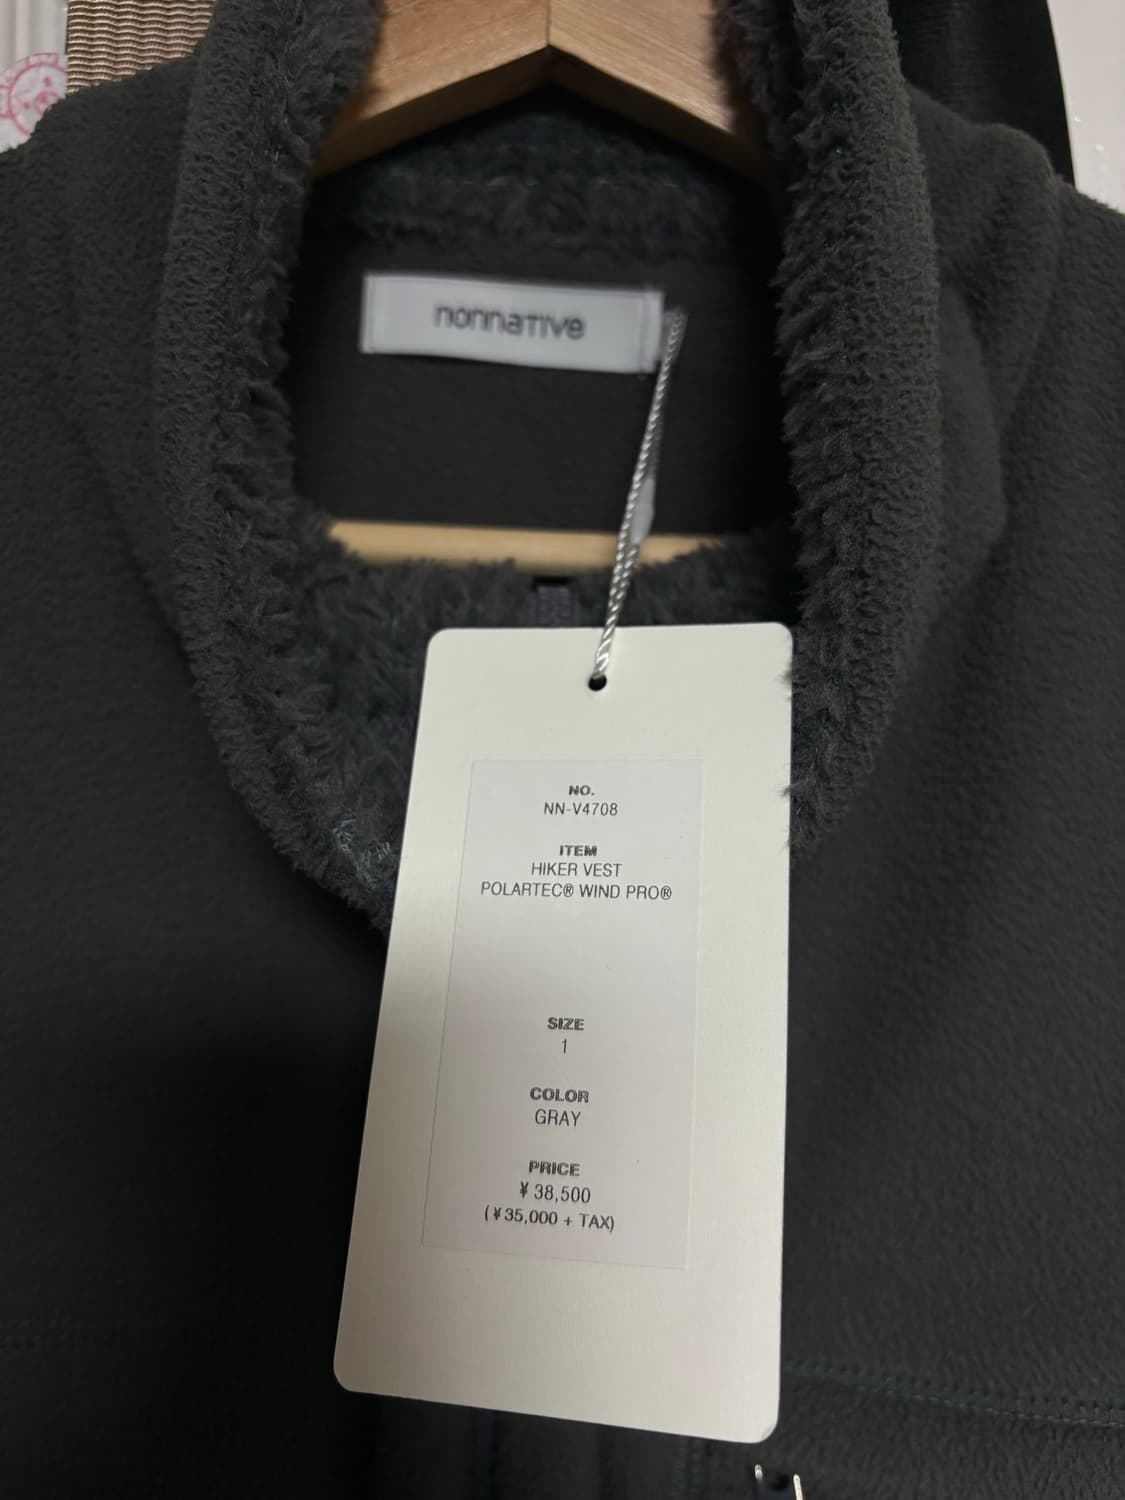 nonnative
NO.
NN-V4708
ITEM
HIKER VEST
POLARTEC® WIND PRO®
SIZE
1
COLOR
GRAY
PRICE
¥ 38,500
(¥35,000 + TAX)